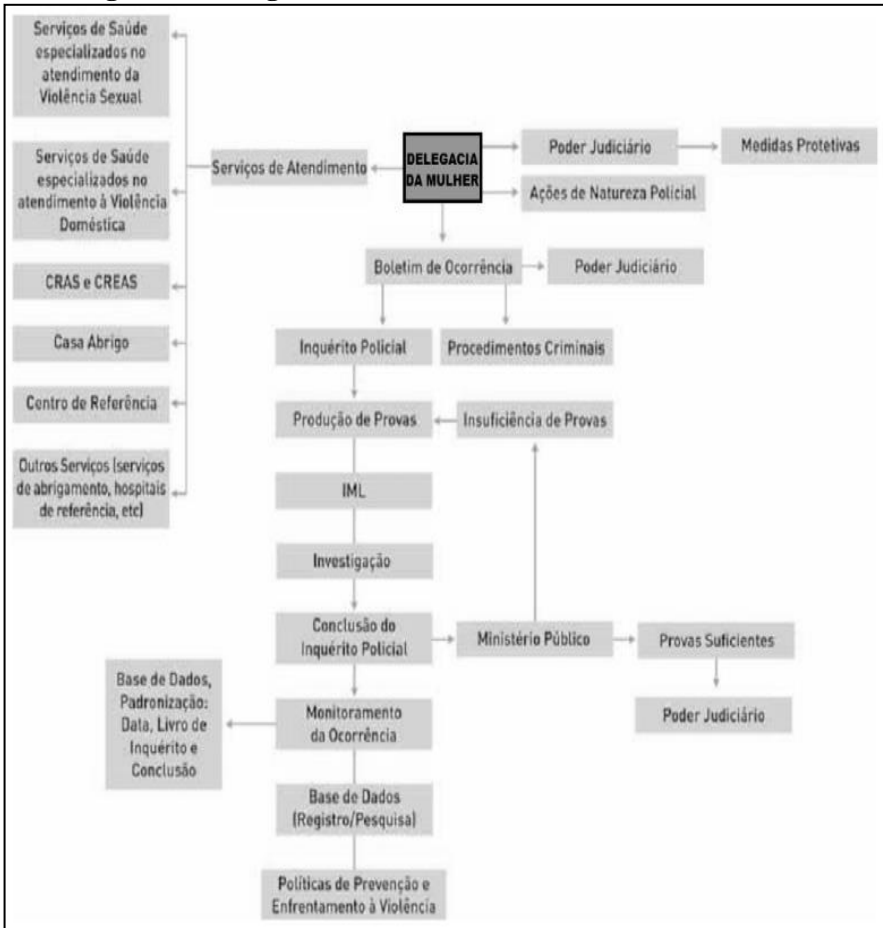 Serviços de Saúde
especializados no
atendimento da
Violência Sexual
Serviços de Saúde
especializados no
atendimento à Violência
Doméstica
CRAS e CREAS
Casa Abrigo
Centro de Referência
Outros Serviços (serviços
de abrigamento, hospitais
de referência, etc)
Serviços de Atendimento
DELEGACIA
DA MULHER
Poder Judiciário
Medidas Protetivas
Ações de Natureza Policial
Boletim de Ocorrência
Poder Judiciário
Inquérito Policial
Procedimentos Criminais
Produção de Provas
Insuficiência de Provas
IML
Investigação
Conclusão do
Inquérito Policial
Ministério Público
Provas Suficientes
Poder Judiciário
Monitoramento
da Ocorrência
Base de Dados,
Padronização:
Data, Livro de
Inquérito e
Conclusão
Base de Dados
(Registro/Pesquisa)
Políticas de Prevenção e
Enfrentamento à Violência